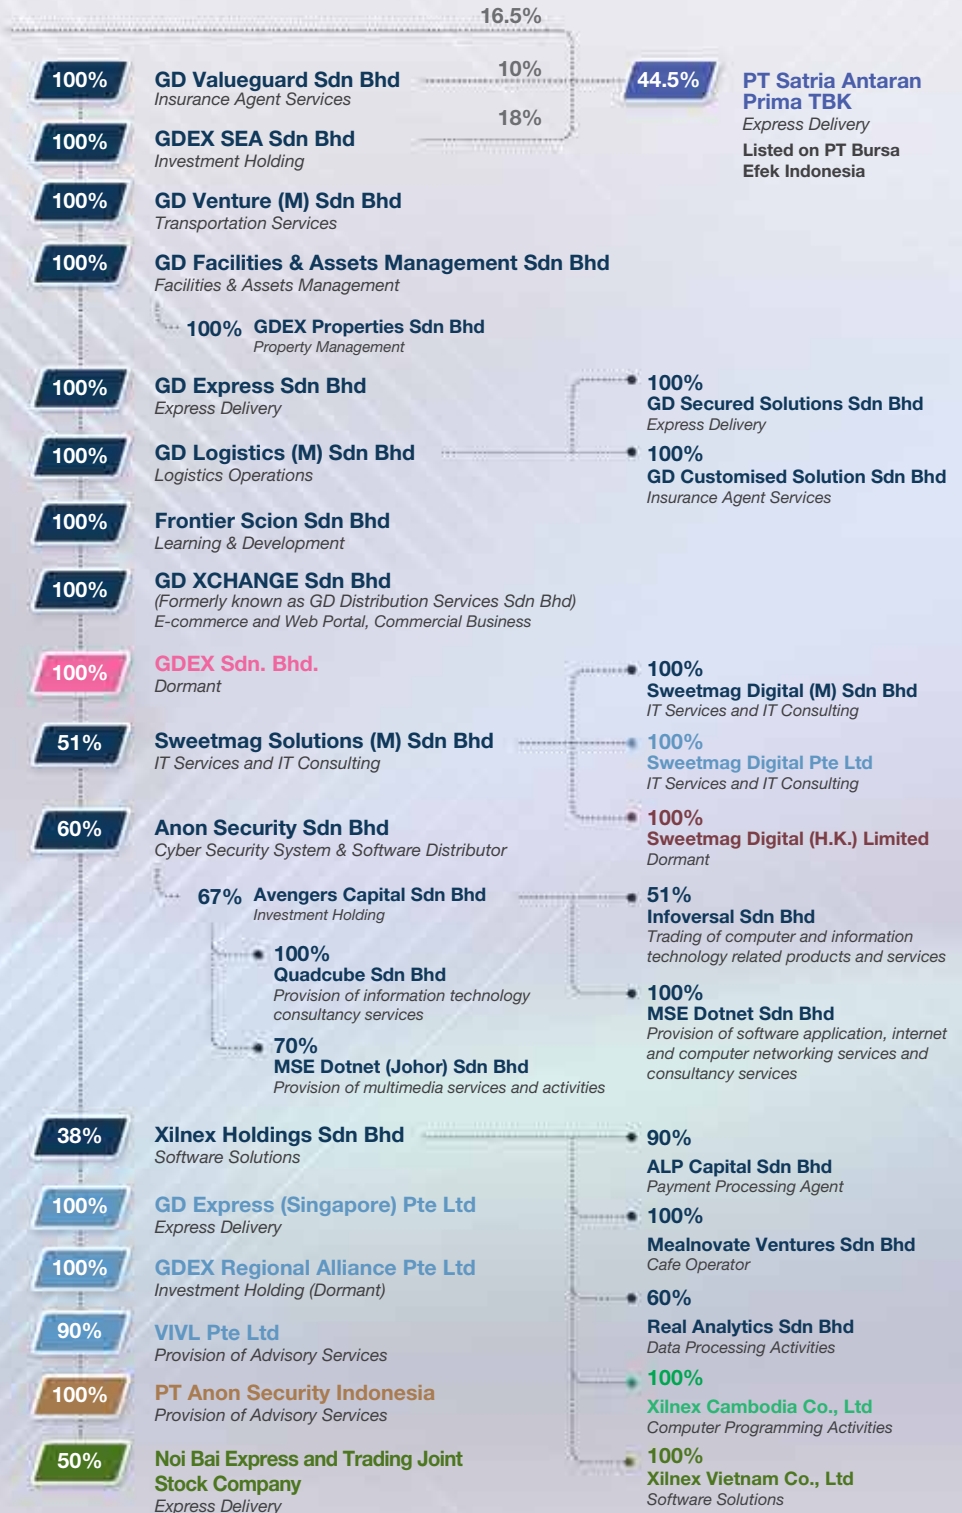 16.5%
100%
GD Valueguard Sdn Bhd
Insurance Agent Services
10%
44.5%
PT Satria Antaran
Prima TBK
Express Delivery
Listed on PT Bursa
Efek Indonesia
100%
GDEX SEA Sdn Bhd
Investment Holding
18%
100%
GD Venture (M) Sdn Bhd
Transportation Services
100%
GD Facilities & Assets Management Sdn Bhd
Facilities & Assets Management
100% GDEX Properties Sdn Bhd
Property Management
100%
GD Express Sdn Bhd
Express Delivery
100%
GD Logistics (M) Sdn Bhd
Logistics Operations
100%
GD Secured Solutions Sdn Bhd
Express Delivery
100%
GD Customised Solution Sdn Bhd
Insurance Agent Services
100%
Frontier Scion Sdn Bhd
Learning & Development
100%
GD XCHANGE Sdn Bhd
(Formerly known as GD Distribution Services Sdn Bhd)
E-commerce and Web Portal, Commercial Business
100%
GDEX Sdn. Bhd.
Dormant
51%
Sweetmag Solutions (M) Sdn Bhd
IT Services and IT Consulting
100%
Sweetmag Digital (M) Sdn Bhd
IT Services and IT Consulting
100%
Sweetmag Digital Pte Ltd
IT Services and IT Consulting
100%
Sweetmag Digital (H.K.) Limited
Dormant
60%
Anon Security Sdn Bhd
Cyber Security System & Software Distributor
67% Avengers Capital Sdn Bhd
Investment Holding
100%
Quadcube Sdn Bhd
Provision of information technology
consultancy services
70%
MSE Dotnet (Johor) Sdn Bhd
Provision of multimedia services and activities
51%
Infoversal Sdn Bhd
Trading of computer and information
technology related products and services
100%
MSE Dotnet Sdn Bhd
Provision of software application, internet
and computer networking services and
consultancy services
38%
Xilnex Holdings Sdn Bhd
Software Solutions
90%
ALP Capital Sdn Bhd
Payment Processing Agent
100%
Mealnovate Ventures Sdn Bhd
Cafe Operator
60%
Real Analytics Sdn Bhd
Data Processing Activities
100%
Xilnex Cambodia Co., Ltd
Computer Programming Activities
100%
Xilnex Vietnam Co., Ltd
Software Solutions
100%
GD Express (Singapore) Pte Ltd
Express Delivery
100%
GDEX Regional Alliance Pte Ltd
Investment Holding (Dormant)
90%
VIVL Pte Ltd
Provision of Advisory Services
100%
PT Anon Security Indonesia
Provision of Advisory Services
50%
Noi Bai Express and Trading Joint
Stock Company
Express Delivery